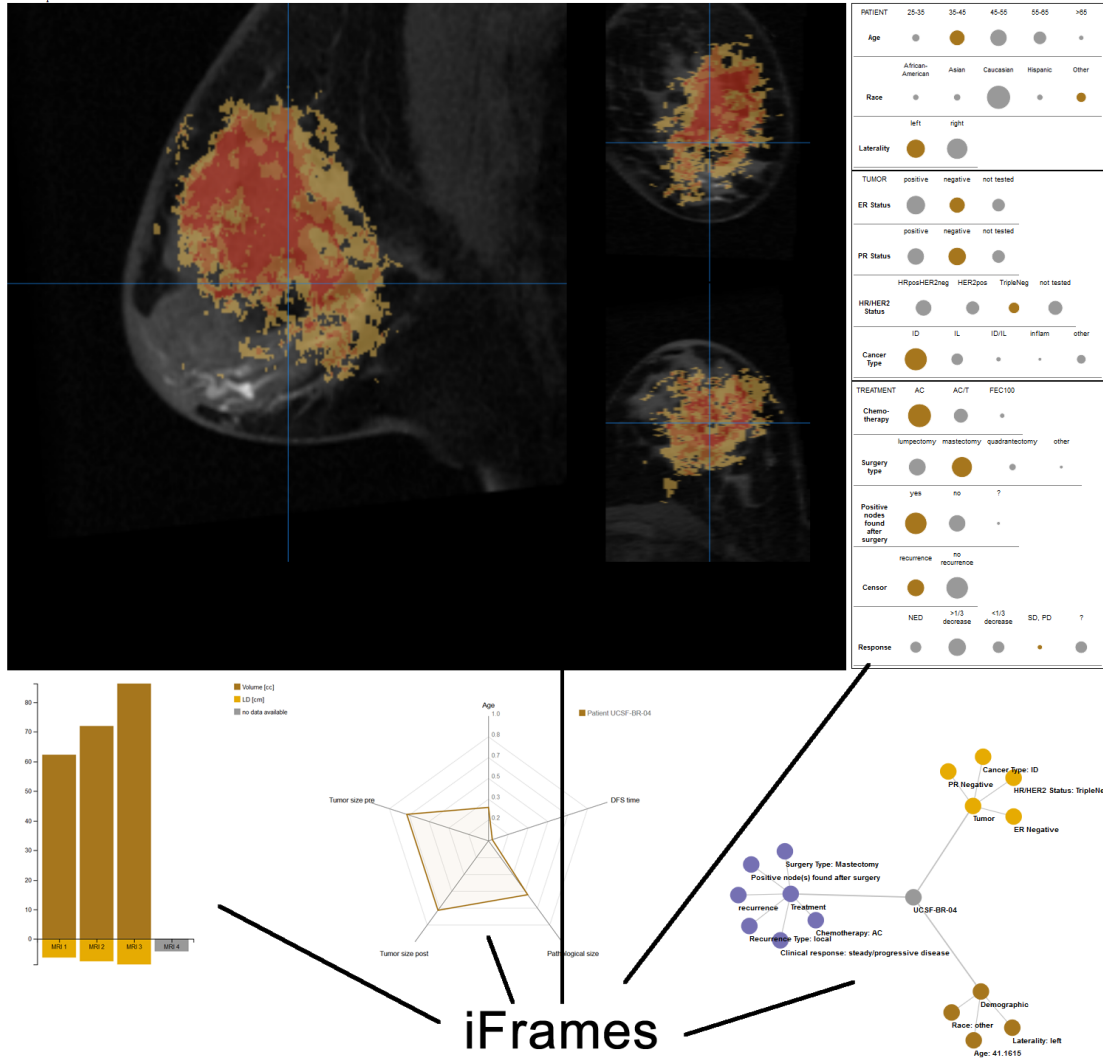 PATIENT 25-35 35-45 45-55 55-65 >65
Age
African-American Asian Caucasian Hispanic Other
Race
left right
Laterality
TUMOR positive negative not tested
ER Status
positive negative not tested
PR Status
HRposHER2neg HER2pos TripleNeg not tested
HR/HER2
Status
ID IL ID/IL inflam other
Cancer
Type
TREATMENT AC AC/T FEC100
Chemo-
therapy
lumpectomy mastectomy quadrantectomy other
Surgery
type
yes no ?
Positive
nodes
found
after
surgery
recurrence no recurrence
Censor
NED >1/3 decrease <1/3 decrease SD, PD ?
Response
Volume [cc]
LD [cm]
no data available
80
70
60
50
40
30
20
10
0
MRI 1 MRI 2 MRI 3 MRI 4
Age
1.0
0.8
0.7
0.5
0.3
0.2
Patient UCSF-BR-04
Tumor size pre
DFS time
Tumor size post
Pathological size
Cancer Type: ID
PR Negative
HR/HER2 Status: TripleNe
Tumor
ER Negative
Surgery Type: Mastectomy
Positive node(s) found after surgery
recurrence
Treatment
UCSF-BR-04
Chemotherapy: AC
Recurrence Type: local
Clinical response: steady/progressive disease
Demographic
Race: other
Laterality: left
Age: 41.1615
iFrames